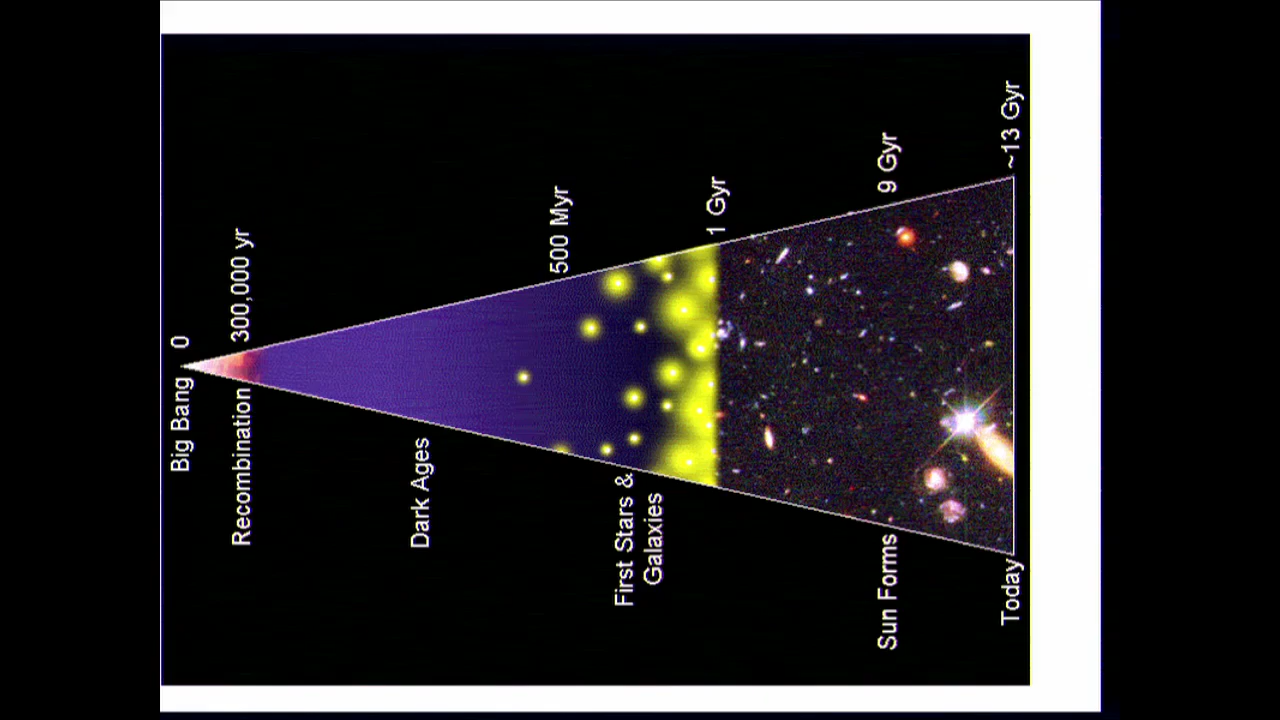 Big Bang 0
Recombination 300,000 yr
Dark Ages
500 Myr
First Stars &
Galaxies
1 Gyr
Sun Forms 9 Gyr
Today ~13 Gyr